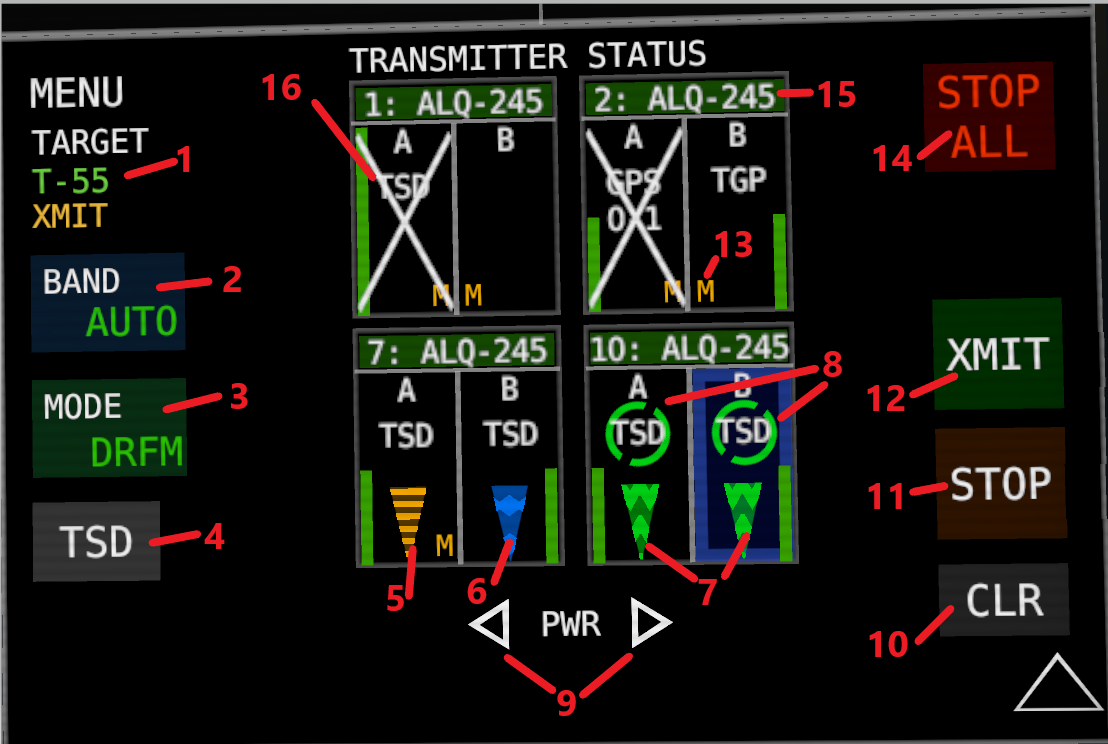 TRANSMITTER STATUS
MENU
TARGET
T-55
XMIT
1
BAND
AUTO
2
MODE
DRFM
3
TSD
4
16
1: ALQ-245
A B
TSD
M M
2: ALQ-245
15
A B
GPS TGP
13
M M
7: ALQ-245
A B
TSD TSD
M
5
6
10: ALQ-245
8
A B
TSD TSD
7
PWR
9
STOP
ALL
14
XMIT
12
STOP
11
CLR
10